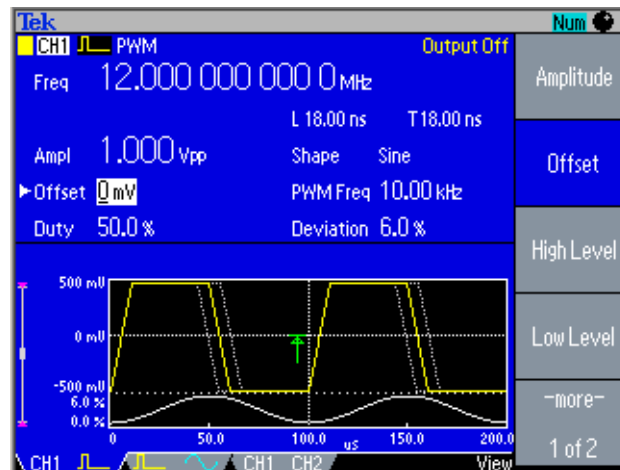 Tek Num
CH1 PWM Output Off
Freq 12.000 000 000 0 MHz
L 18.00 ns T 18.00 ns
Ampl 1.000 Vpp Shape Sine
Offset 0 mV PWM Freq 10.00 kHz
Duty 50.0 % Deviation 6.0 %
500 mV
0 mV
-500 mV
6.0 %
0.0 %
0 50.0 100.0 us 150.0 200.0
CH1 CH1 CH2 View
Amplitude
Offset
High Level
Low Level
-more-
1 of 2